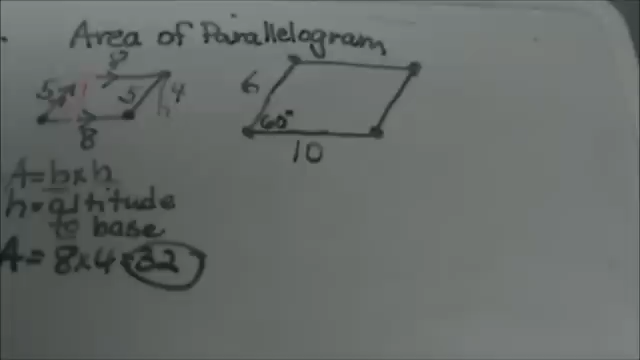 Area of Parallelogram
8
5
5
4
h
8
6
60°
10
A = b x h
h = altitude
to base
A = 8 x 4 = 32